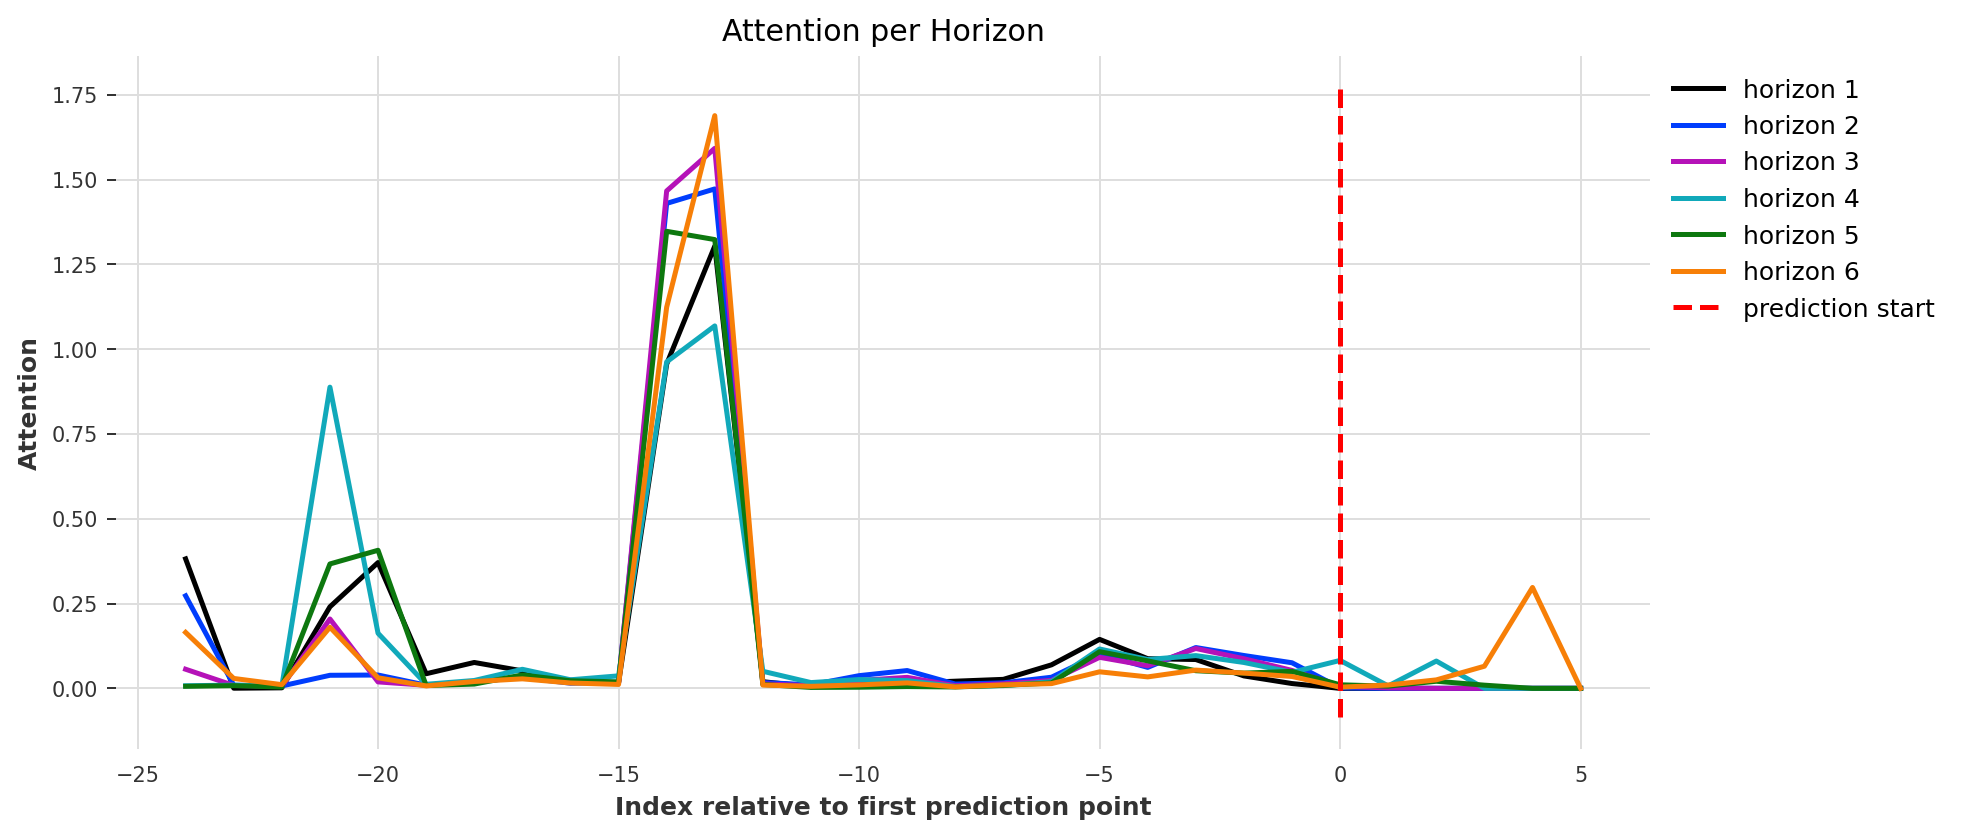 Attention per Horizon
1.75
1.50
1.25
1.00
0.75
0.50
0.25
0.00
Attention
−25
−20
−15
−10
−5
0
5
Index relative to first prediction point
horizon 1
horizon 2
horizon 3
horizon 4
horizon 5
horizon 6
prediction start